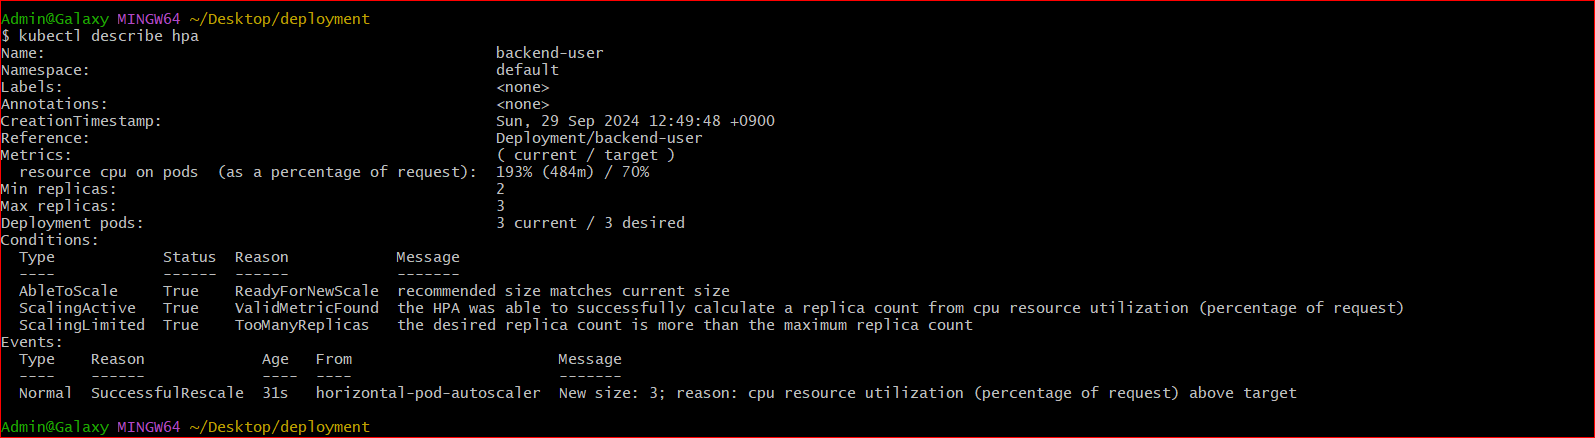 Admin@Galaxy MINGW64 ~/Desktop/deployment
$ kubectl describe hpa
Name:                                                  backend-user
Namespace:                                             default
Labels:                                                <none>
Annotations:                                           <none>
CreationTimestamp:                                     Sun, 29 Sep 2024 12:49:48 +0900
Reference:                                             Deployment/backend-user
Metrics:                                               ( current / target )
  resource cpu on pods  (as a percentage of request):  193% (484m) / 70%
Min replicas:                                          2
Max replicas:                                          3
Deployment pods:                                       3 current / 3 desired
Conditions:
  Type            Status  Reason            Message
  ----            ------  ------            -------
  AbleToScale     True    ReadyForNewScale  recommended size matches current size
  ScalingActive   True    ValidMetricFound  the HPA was able to successfully calculate a replica count from cpu resource utilization (percentage of request)
  ScalingLimited  True    TooManyReplicas   the desired replica count is more than the maximum replica count
Events:
  Type    Reason             Age   From                       Message
  ----    ------             ----  ----                       -------
  Normal  SuccessfulRescale  31s   horizontal-pod-autoscaler  New size: 3; reason: cpu resource utilization (percentage of request) above target
Admin@Galaxy MINGW64 ~/Desktop/deployment